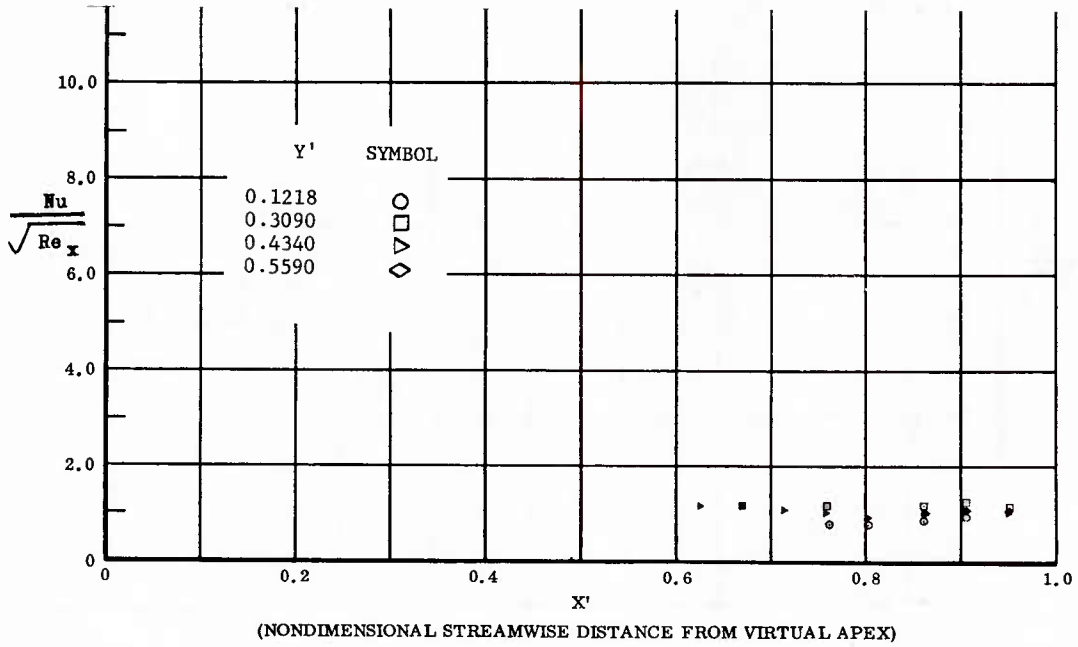 10.0
8.0
6.0
4.0
2.0
0
Nu
√Re x
Y' SYMBOL
0.1218 ○
0.3090 □
0.4340 ▷
0.5590 ◇
0 0.2 0.4 0.6 0.8 1.0
X'
(NONDIMENSIONAL STREAMWISE DISTANCE FROM VIRTUAL APEX)